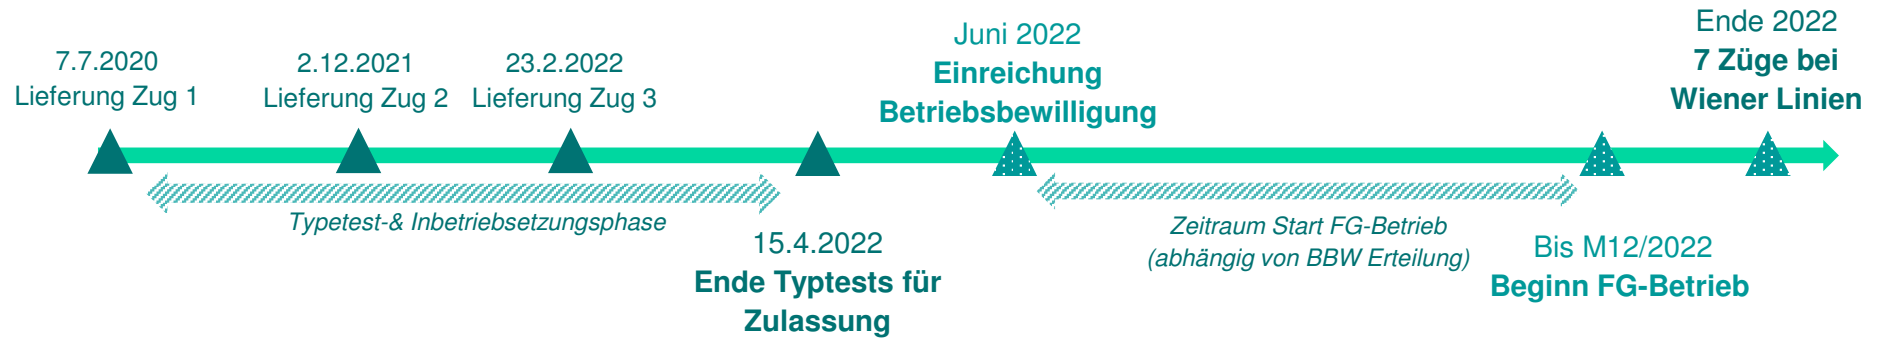 7.7.2020
Lieferung Zug 1
2.12.2021
Lieferung Zug 2
23.2.2022
Lieferung Zug 3
Juni 2022
Einreichung
Betriebsbewilligung
Ende 2022
7 Züge bei
Wiener Linien
Typetest-& Inbetriebsetzungsphase
15.4.2022
Ende Typtests für
Zulassung
Zeitraum Start FG-Betrieb
(abhängig von BBW Erteilung)
Bis M12/2022
Beginn FG-Betrieb